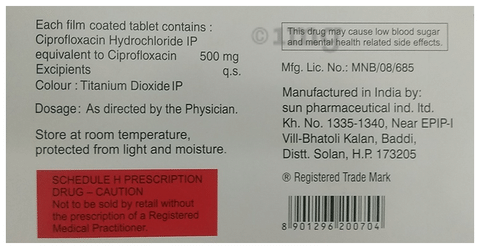 Each film coated tablet contains :
Ciprofloxacin Hydrochloride IP
equivalent to Ciprofloxacin 500 mg
Excipients q.s.
Colour : Titanium Dioxide IP
Dosage: As directed by the Physician.
Store at room temperature,
protected from light and moisture.
SCHEDULE H PRESCRIPTION
DRUG – CAUTION
Not to be sold by retail without
the prescription of a Registered
Medical Practitioner.
This drug may cause low blood sugar
and mental health related side effects.
Mfg. Lic. No.: MNB/08/685
Manufactured in India by:
sun pharmaceutical ind. ltd.
Kh. No. 1335-1340, Near EPIP-I
Vill-Bhatoli Kalan, Baddi,
Distt. Solan, H.P. 173205
® Registered Trade Mark
8 901296 200704